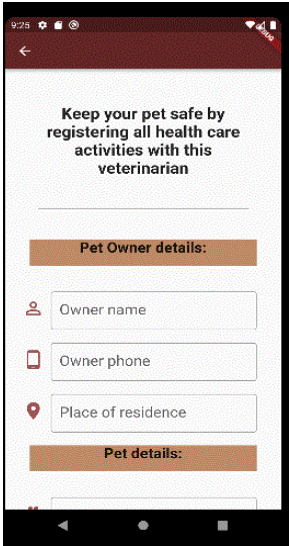 9:25
DEBUG
Keep your pet safe by
registering all health care
activities with this
veterinarian
Pet Owner details:
Owner name
Owner phone
Place of residence
Pet details: